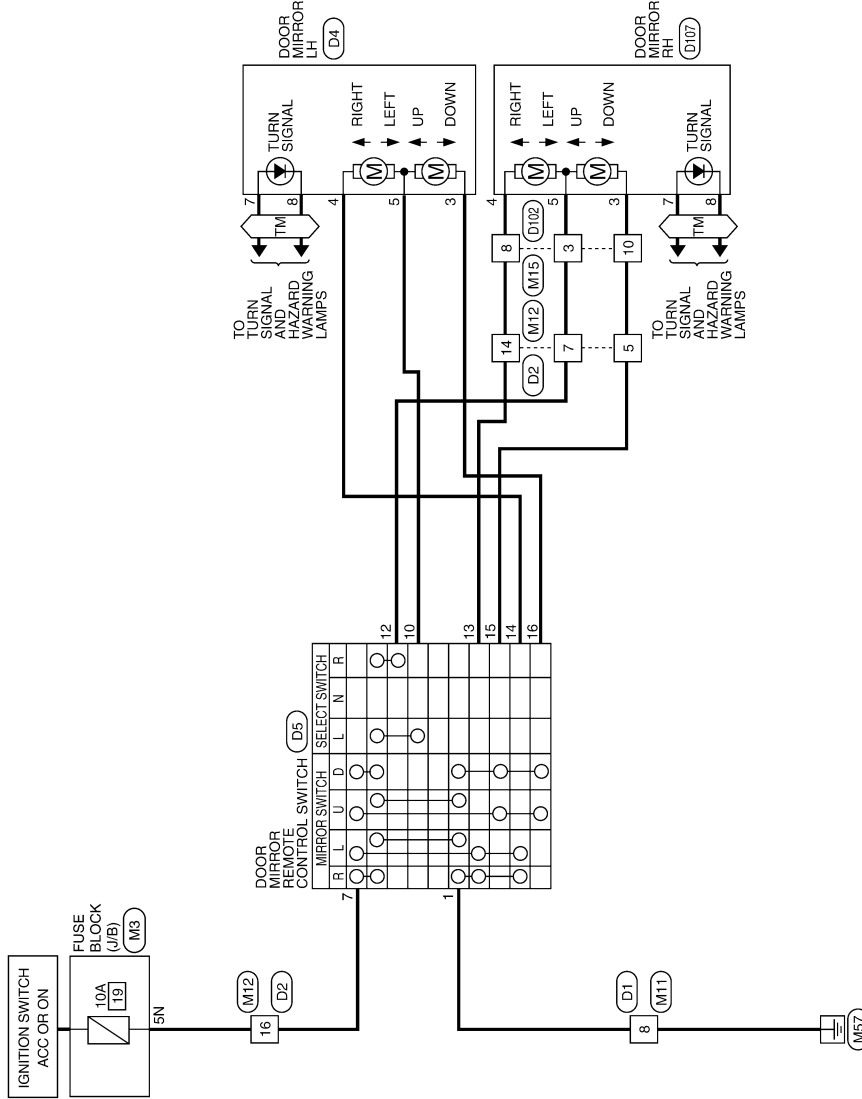 IGNITION SWITCH
ACC OR ON
FUSE
BLOCK
(J/B)
M3
10A
19
5N
M12
16
D2
D1
8
M11
M57
DOOR
MIRROR
REMOTE
CONTROL SWITCH
D5
MIRROR SWITCH
SELECT SWITCH
R
L
U
D
L
N
R
7
1
12
10
13
15
14
16
TO
TURN
SIGNAL
AND
HAZARD
WARNING
LAMPS
TM
7
8
TURN
SIGNAL
DOOR
MIRROR
LH
D4
4
5
3
M
M
RIGHT
LEFT
UP
DOWN
14
7
5
D2
M12
M15
D102
8
3
10
4
5
3
M
M
RIGHT
LEFT
UP
DOWN
DOOR
MIRROR
RH
D107
TURN
SIGNAL
7
8
TM
TO
TURN
SIGNAL
AND
HAZARD
WARNING
LAMPS